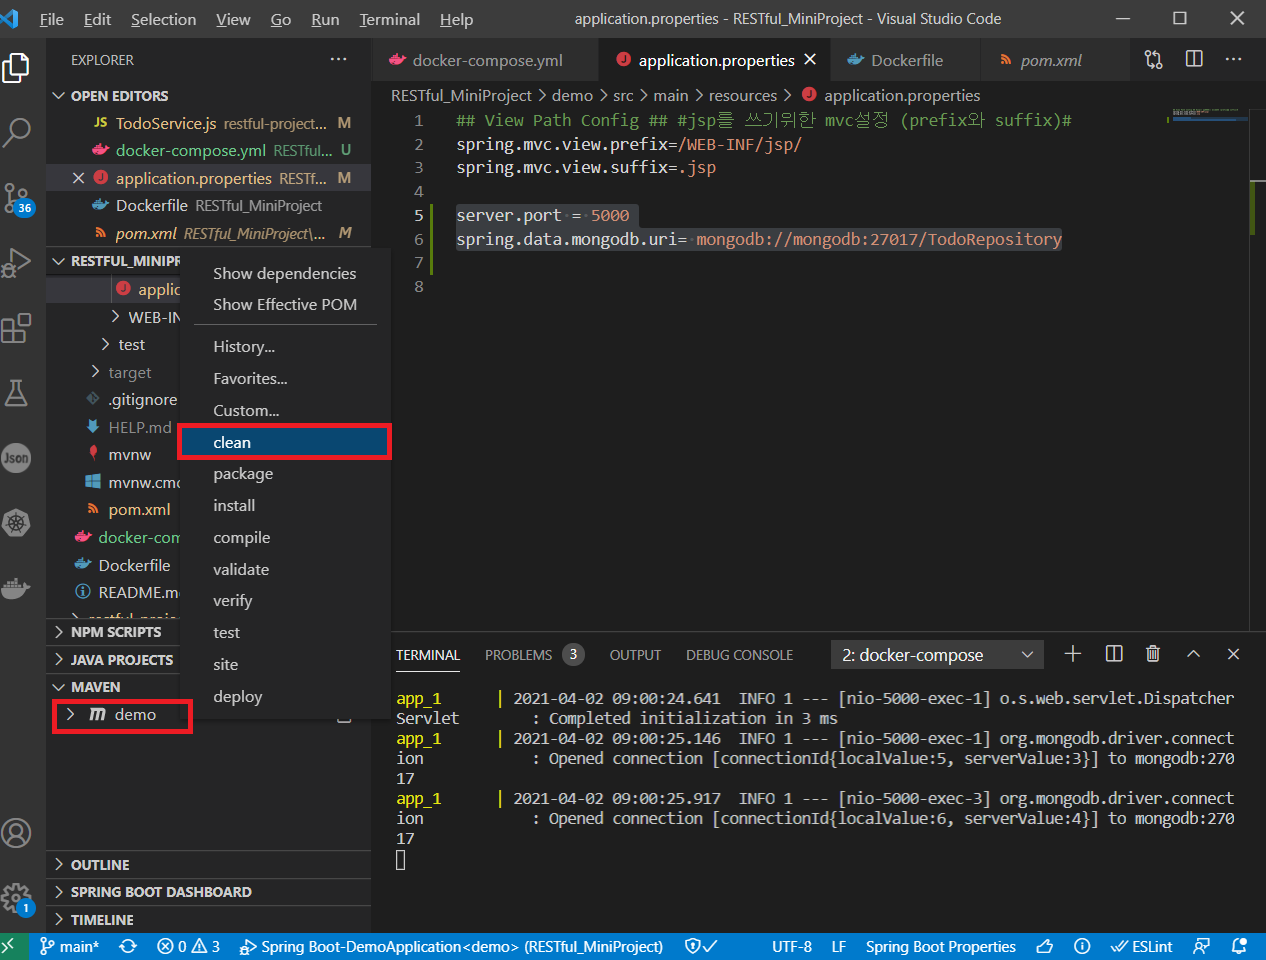 File Edit Selection View Go Run Terminal Help application.properties - RESTful_MiniProject - Visual Studio Code
EXPLORER
OPEN EDITORS
JS TodoService.js restful-project... M
docker-compose.yml RESTful... U
application.properties RESTf... M
Dockerfile RESTful_MiniProject
pom.xml RESTful_MiniProject\... M
RESTFUL_MINIPR
applic
WEB-IN
test
target
.gitignore
HELP.md
mvnw
mvnw.cmd
pom.xml
docker-com
Dockerfile
README.m
NPM SCRIPTS
JAVA PROJECTS
MAVEN
demo
OUTLINE
SPRING BOOT DASHBOARD
TIMELINE
36
Json
1
Show dependencies
Show Effective POM
History...
Favorites...
Custom...
clean
package
install
compile
validate
verify
test
site
deploy
docker-compose.yml application.properties Dockerfile pom.xml
RESTful_MiniProject > demo > src > main > resources > application.properties
1 ## View Path Config ## #jsp를 쓰기위한 mvc설정 (prefix와 suffix)#
2 spring.mvc.view.prefix=/WEB-INF/jsp/
3 spring.mvc.view.suffix=.jsp
4
5 server.port = 5000
6 spring.data.mongodb.uri= mongodb://mongodb:27017/TodoRepository
7
8
TERMINAL PROBLEMS 3 OUTPUT DEBUG CONSOLE 2: docker-compose
app_1 | 2021-04-02 09:00:24.641 INFO 1 --- [nio-5000-exec-1] o.s.web.servlet.Dispatcher
Servlet : Completed initialization in 3 ms
app_1 | 2021-04-02 09:00:25.146 INFO 1 --- [nio-5000-exec-1] org.mongodb.driver.connect
ion : Opened connection [connectionId{localValue:5, serverValue:3}] to mongodb:270
17
app_1 | 2021-04-02 09:00:25.917 INFO 1 --- [nio-5000-exec-3] org.mongodb.driver.connect
ion : Opened connection [connectionId{localValue:6, serverValue:4}] to mongodb:270
17
main* 0 3 Spring Boot-DemoApplication<demo> (RESTful_MiniProject) UTF-8 LF Spring Boot Properties ESLint